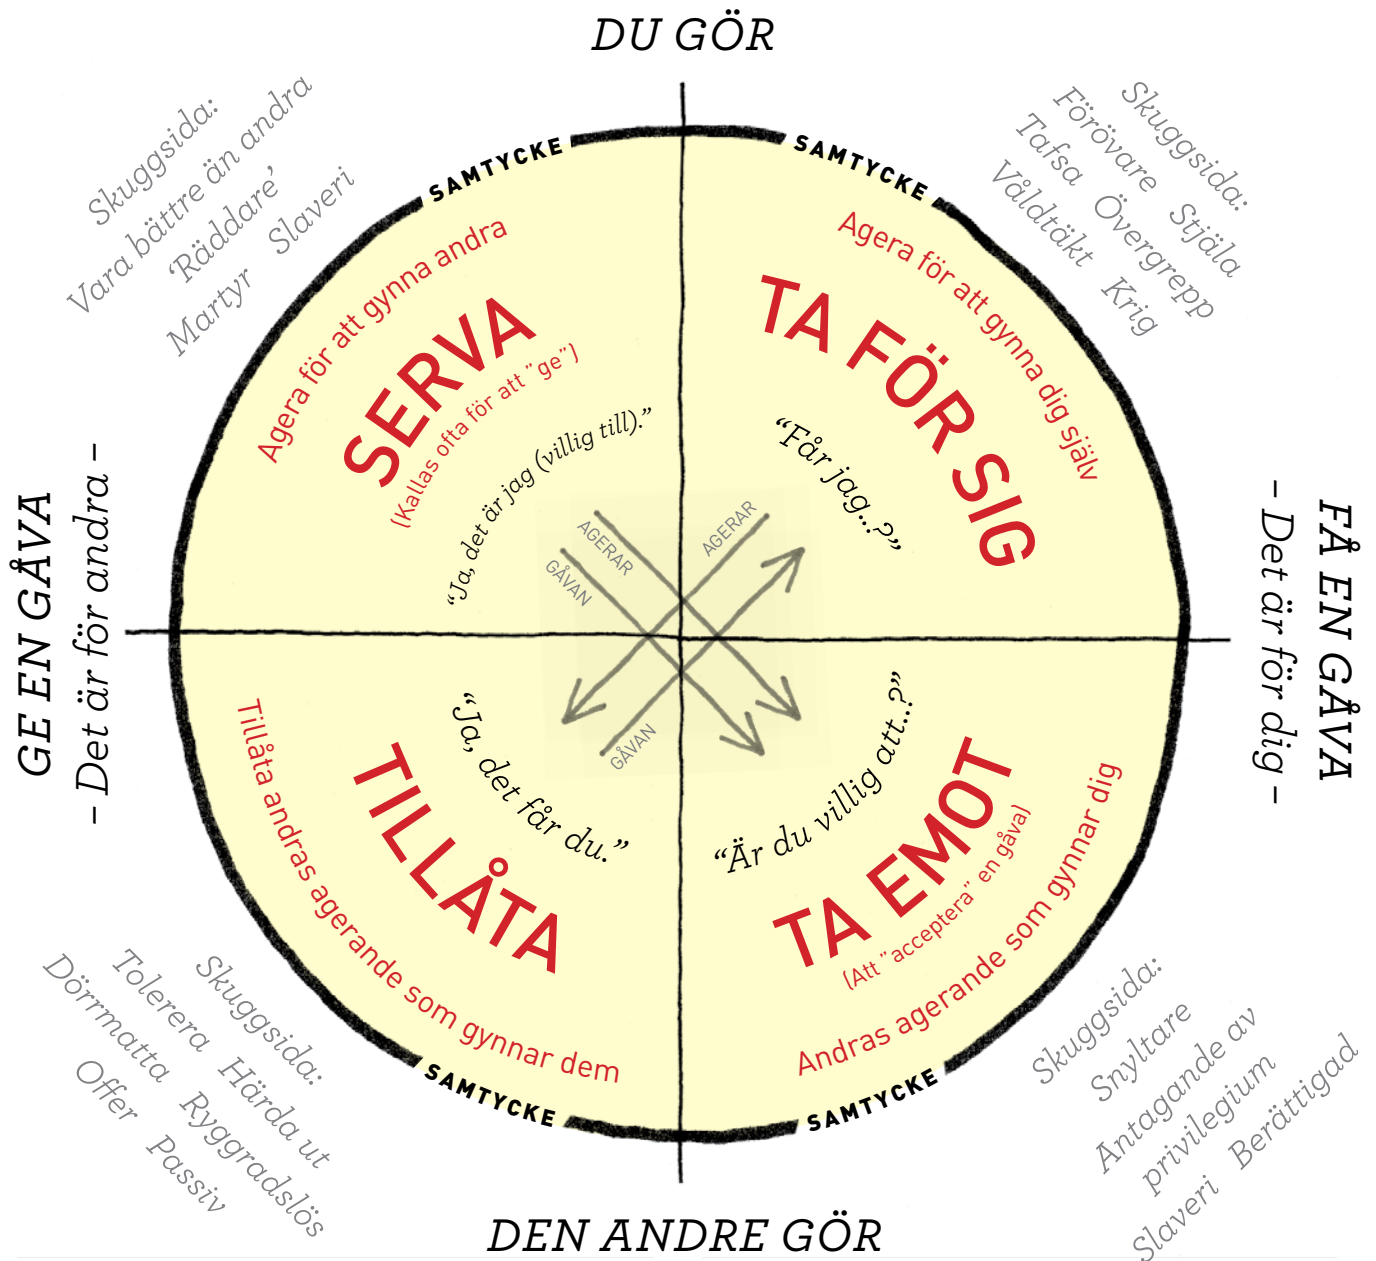 DU GÖR
Skuggsida:
Vara bättre än andra
‘Räddare’
Martyr Slaveri
Skuggsida:
Förövare Stjäla
Tafsa Övergrepp
Våldtäkt Krig
SAMTYCKE
SAMTYCKE
Agera för att gynna andra
SERVA
(Kallas ofta för att ”ge”)
“Ja, det är jag (villig till).”
Agera för att gynna dig själv
TA FÖR SIG
“Får jag...?”
GE EN GÅVA
– Det är för andra –
FÅ EN GÅVA
– Det är för dig –
AGERAR
GÅVAN
AGERAR
GÅVAN
“Ja, det får du.”
TILLÅTA
Tillåta andras agerande som gynnar dem
“Är du villig att...?”
TA EMOT
(Att ”acceptera” en gåva)
Andras agerande som gynnar dig
SAMTYCKE
SAMTYCKE
Skuggsida:
Tolerera Härda ut
Dörrmatta Ryggradslös
Offer Passiv
Skuggsida:
Snyltare
Antagande av
privilegium
Slaveri Berättigad
DEN ANDRE GÖR